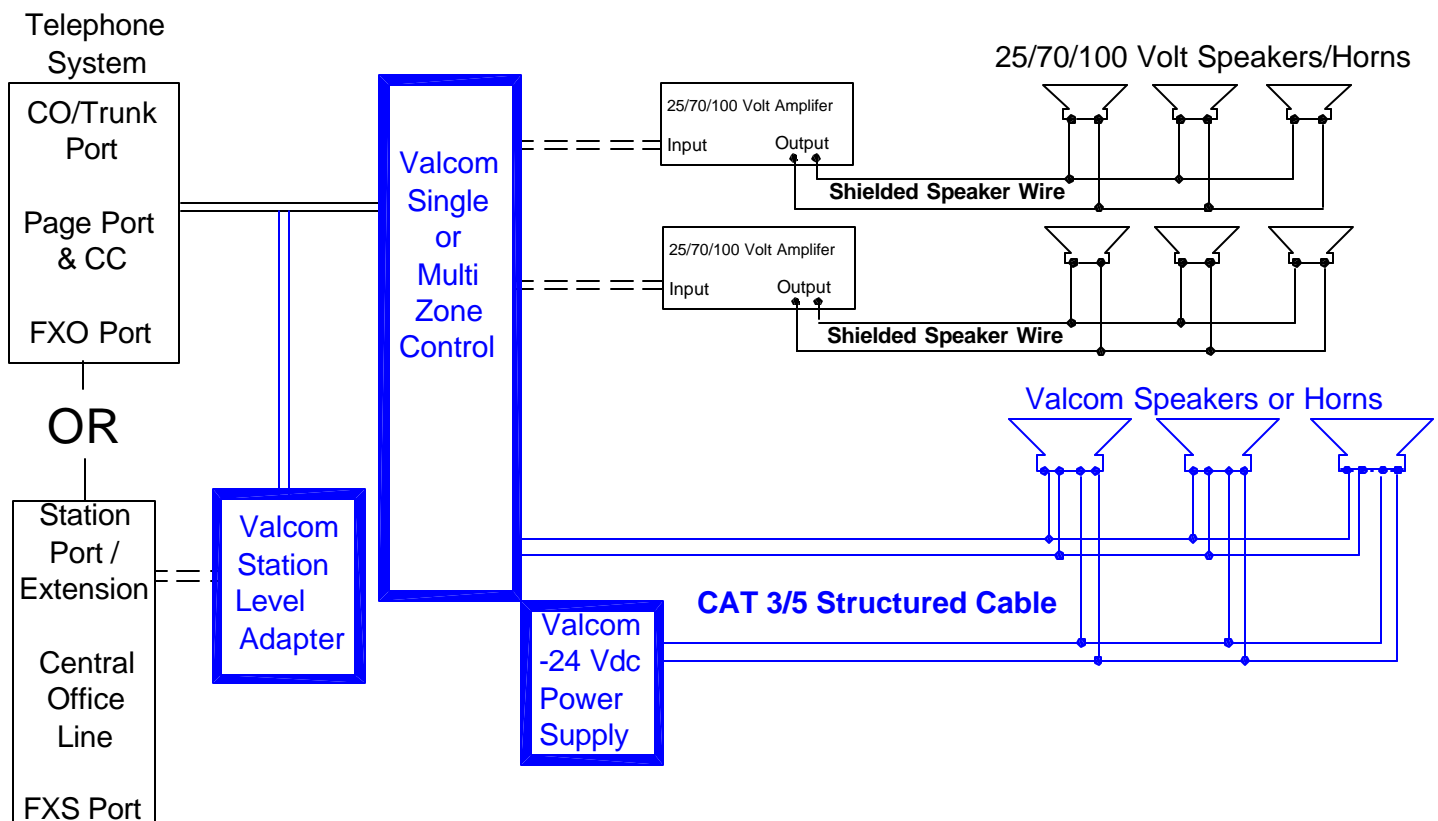 Telephone
System
CO/Trunk
Port
Page Port
& CC
FXO Port
OR
Station
Port /
Extension
Central
Office
Line
FXS Port
Valcom
Station
Level
Adapter
Valcom
Single
or
Multi
Zone
Control
Valcom
-24 Vdc
Power
Supply
25/70/100 Volt Amplifer
Input Output
Shielded Speaker Wire
25/70/100 Volt Speakers/Horns
25/70/100 Volt Amplifer
Input Output
Shielded Speaker Wire
Valcom Speakers or Horns
CAT 3/5 Structured Cable